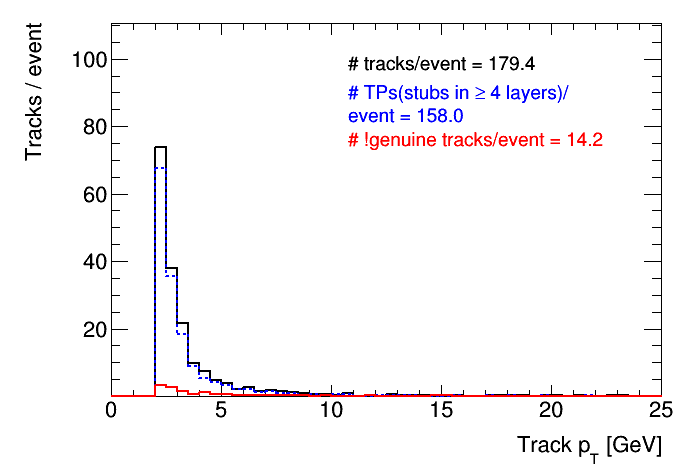 Tracks / event
100
80
60
40
20
# tracks/event = 179.4
# TPs(stubs in ≥ 4 layers)/
event = 158.0
# !genuine tracks/event = 14.2
0 5 10 15 20 25
Track p_T [GeV]